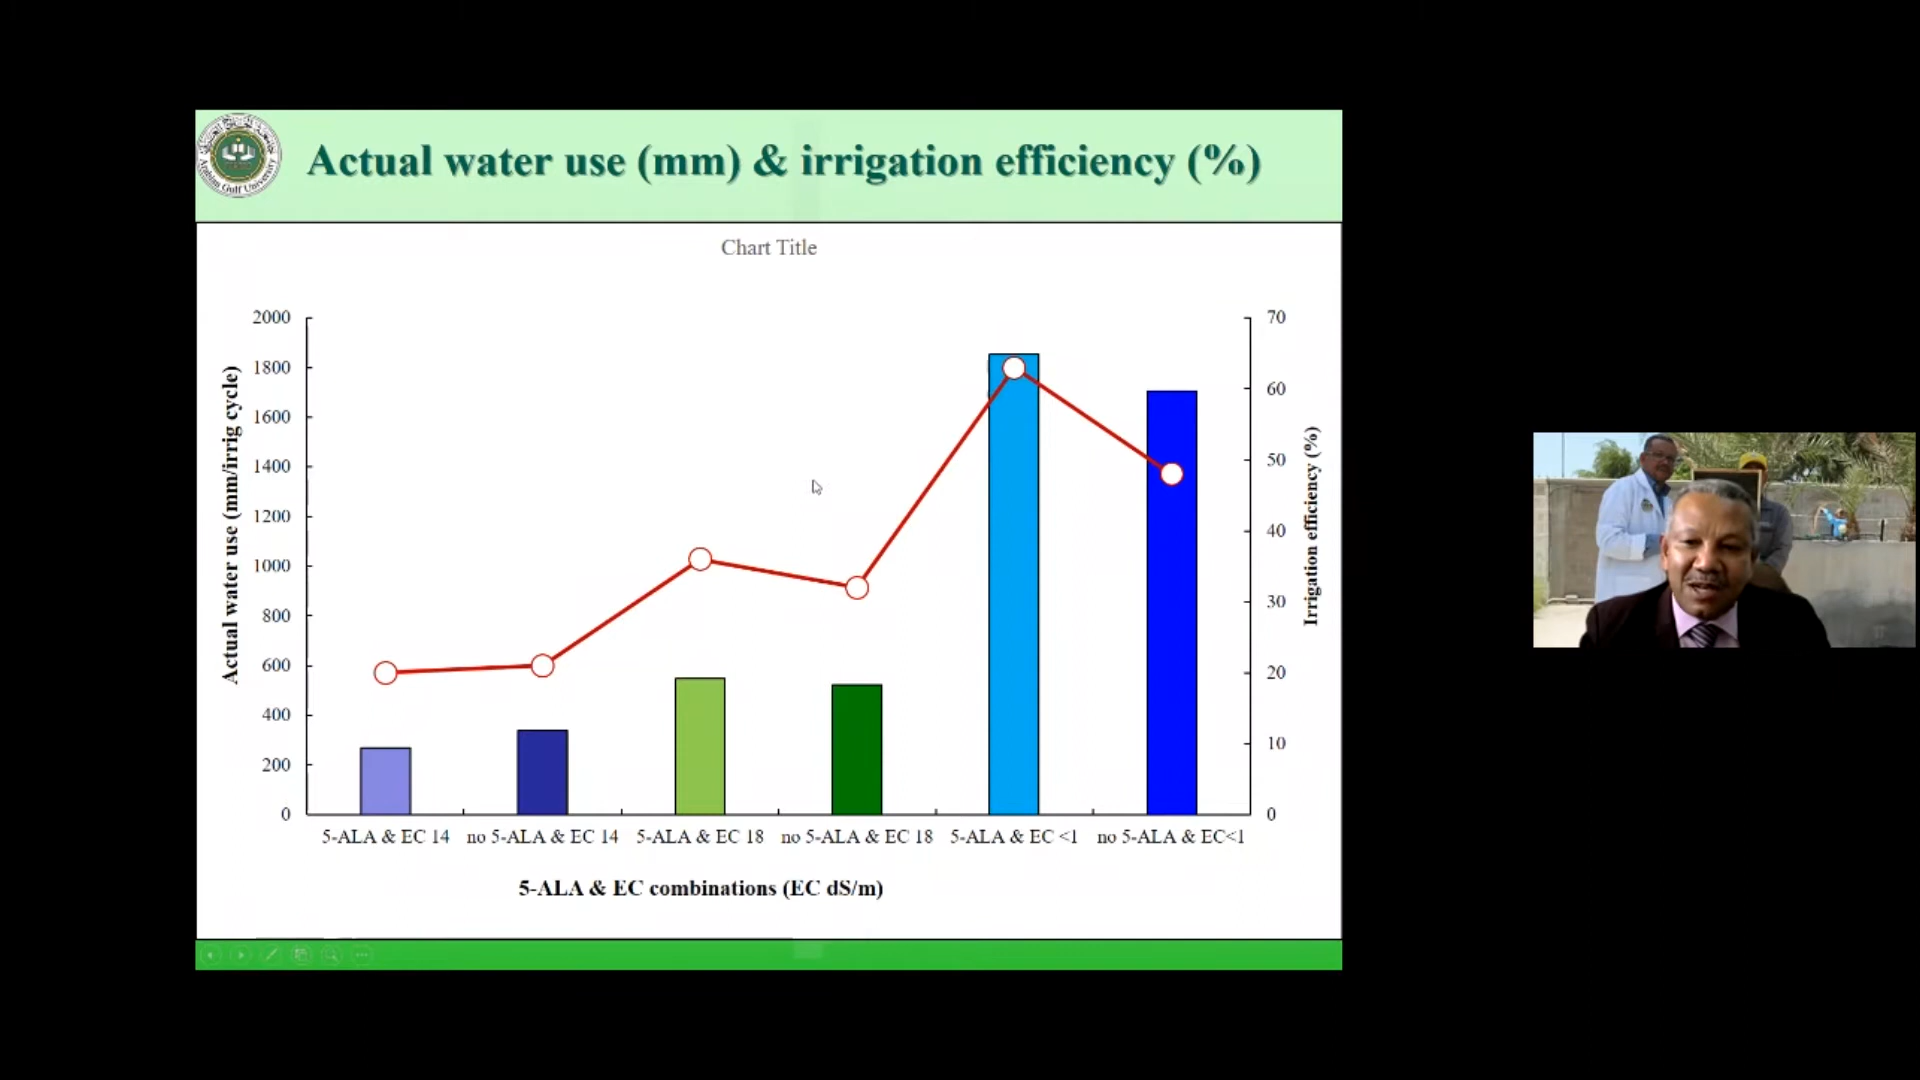 Arabian Gulf University
Actual water use (mm) & irrigation efficiency (%)
Chart Title
2000
1800
1600
1400
1200
1000
800
600
400
200
0
Actual water use (mm/irrig cycle)
70
60
50
40
30
20
10
0
Irrigation efficiency (%)
5-ALA & EC 14 no 5-ALA & EC 14 5-ALA & EC 18 no 5-ALA & EC 18 5-ALA & EC <1 no 5-ALA & EC<1
5-ALA & EC combinations (EC dS/m)